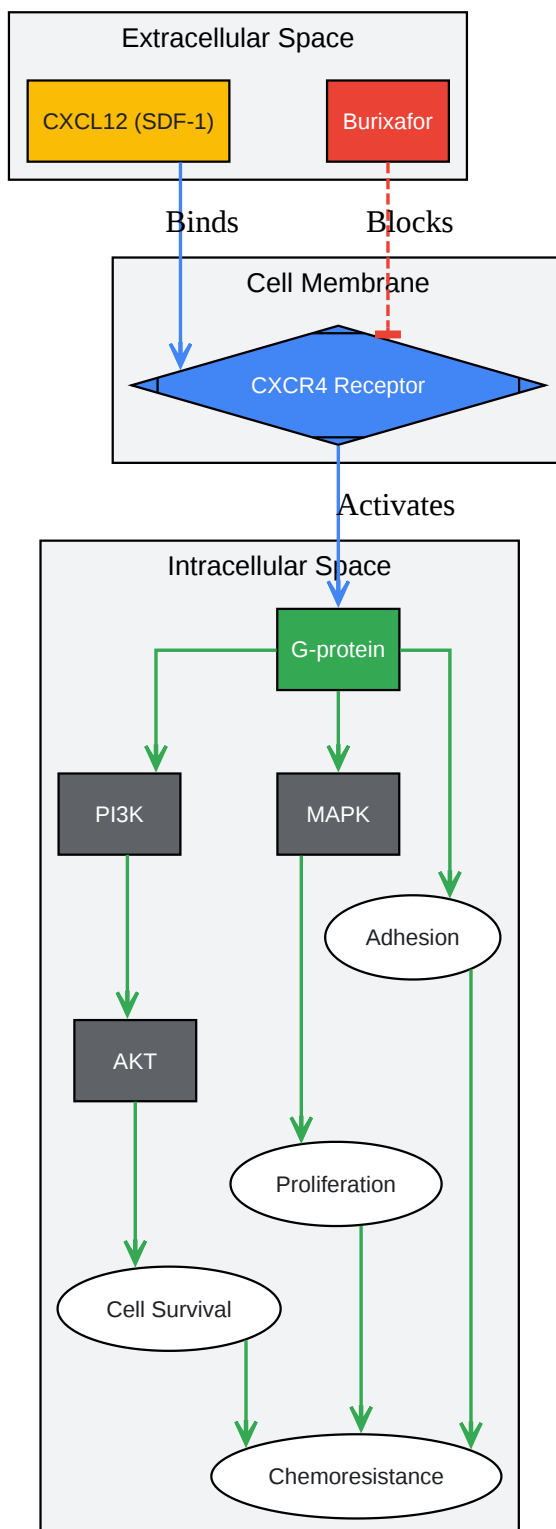 Extracellular Space
CXCL12 (SDF-1)
Burixafor
Binds
Blocks
Cell Membrane
CXCR4 Receptor
Activates
Intracellular Space
G-protein
PI3K
MAPK
Adhesion
AKT
Proliferation
Cell Survival
Chemoresistance